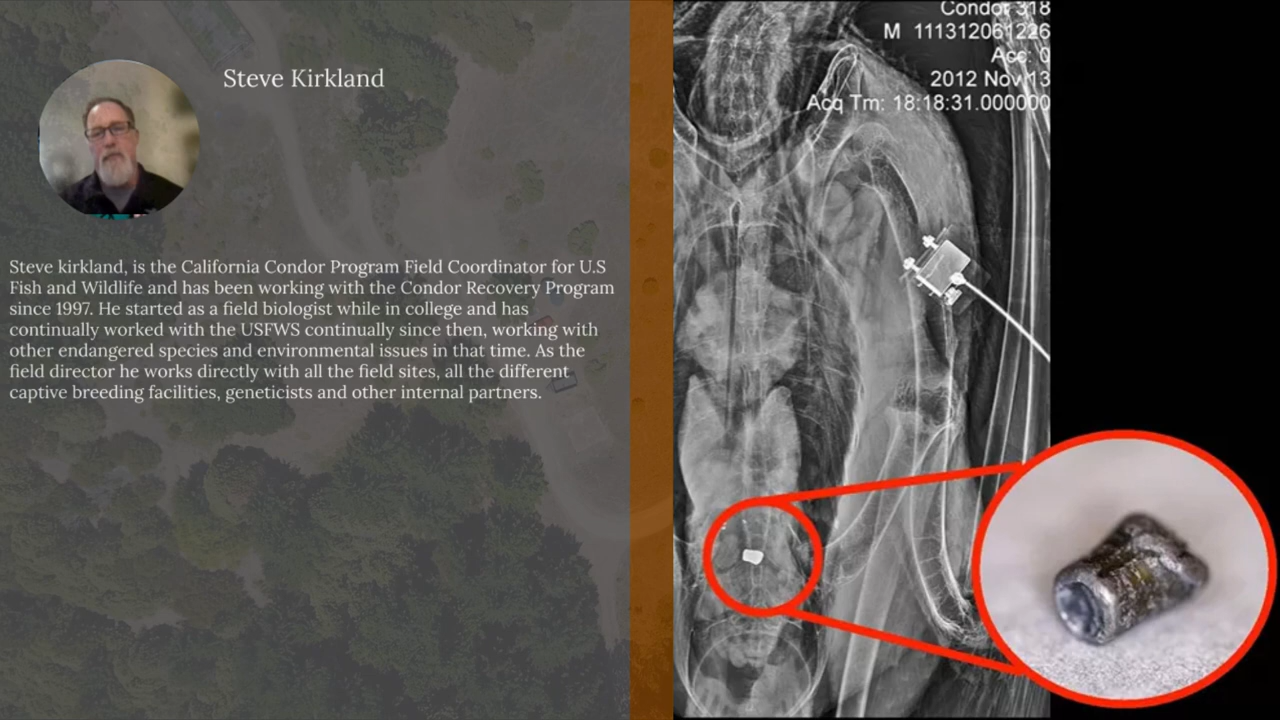 Steve Kirkland
Steve kirkland, is the California Condor Program Field Coordinator for U.S
Fish and Wildlife and has been working with the Condor Recovery Program
since 1997. He started as a field biologist while in college and has
continually worked with the USFWS continually since then, working with
other endangered species and environmental issues in that time. As the
field director he works directly with all the field sites, all the different
captive breeding facilities, geneticists and other internal partners.
Condor 318
M 111312061226
Acc: 0
2012 Nov 13
Acq Tm: 18:18:31.000000